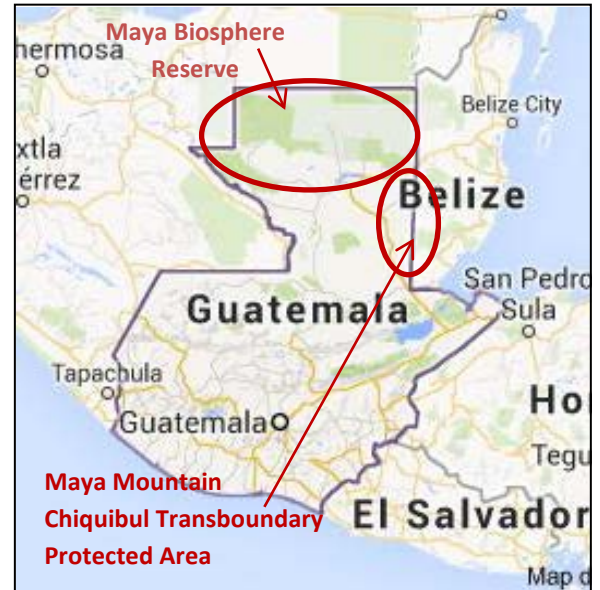 Maya Biosphere
Reserve
hermosa
Belize City
xtla
érrez
Belize
San Pedro
Sula
Guatemala
Tapachula
Guatemala
Ho
Tegu
Maya Mountain
Chiquibul Transboundary
Protected Area
El Salvador
Map d